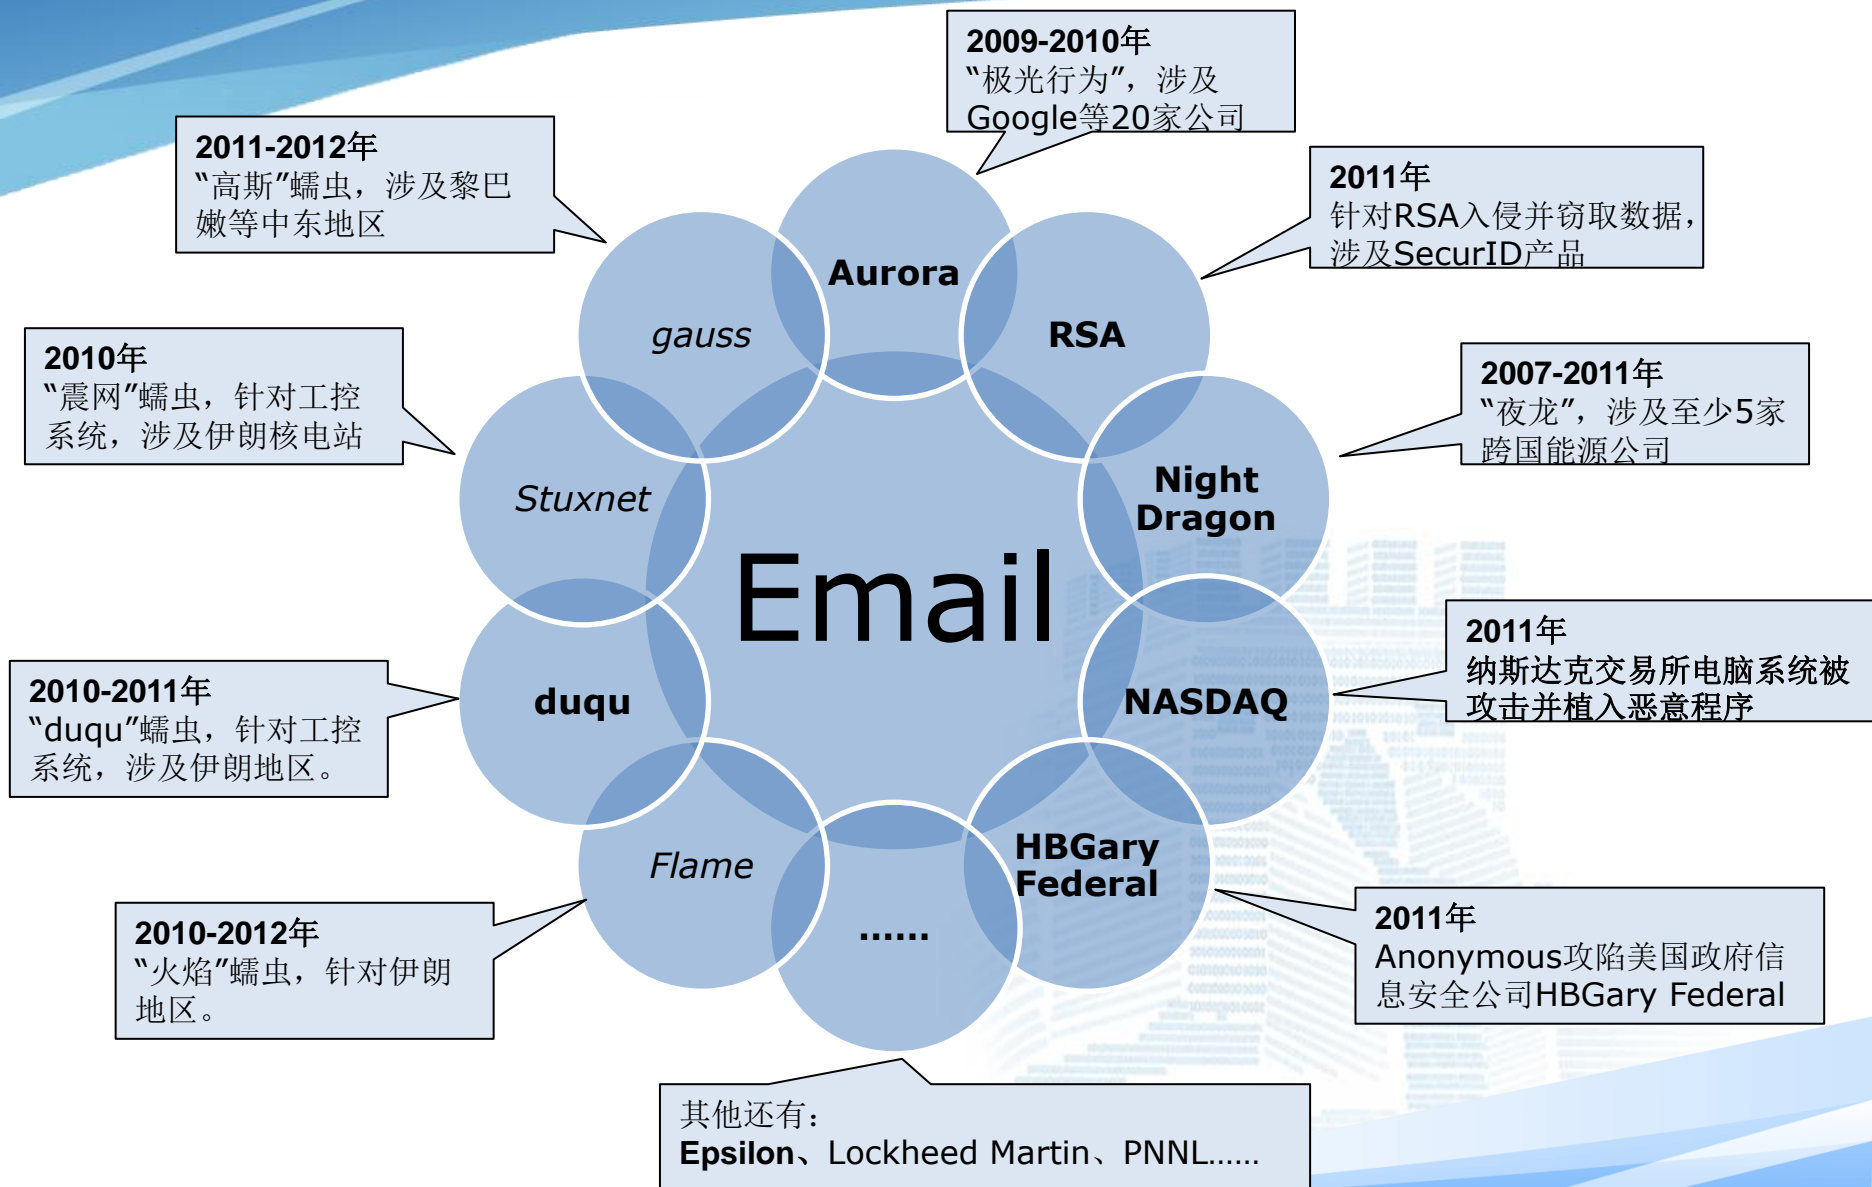 2009-2010年
“极光行为”，涉及
Google等20家公司
2011-2012年
“高斯”蠕虫，涉及黎巴
嫩等中东地区
2011年
针对RSA入侵并窃取数据，
涉及SecurID产品
Aurora
gauss
RSA
2010年
“震网”蠕虫，针对工控
系统，涉及伊朗核电站
2007-2011年
“夜龙”，涉及至少5家
跨国能源公司
Stuxnet
Night
Dragon
Email
2011年
纳斯达克交易所电脑系统被
攻击并植入恶意程序
2010-2011年
“duqu”蠕虫，针对工控
系统，涉及伊朗地区。
duqu
NASDAQ
Flame
HBGary
Federal
......
2010-2012年
“火焰”蠕虫，针对伊朗
地区。
2011年
Anonymous攻陷美国政府信
息安全公司HBGary Federal
其他还有：
Epsilon、Lockheed Martin、PNNL......